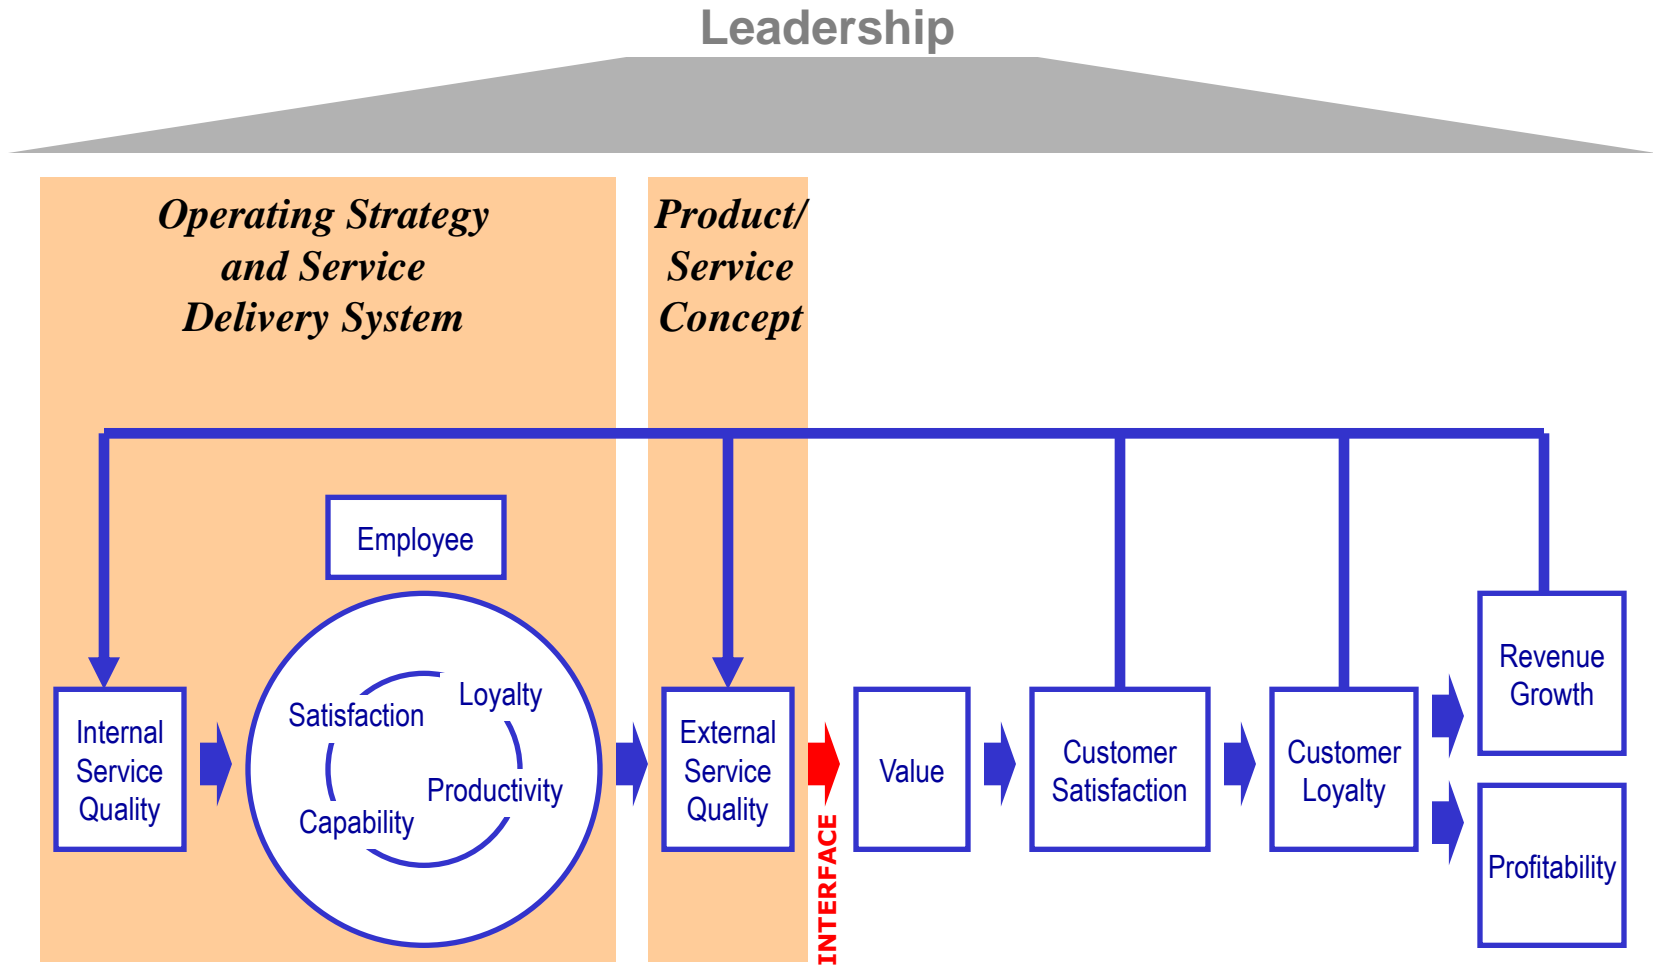 Leadership
Operating Strategy
and Service
Delivery System
Product/
Service
Concept
Employee
Internal
Service
Quality
Satisfaction
Loyalty
Productivity
Capability
External
Service
Quality
INTERFACE
Value
Customer
Satisfaction
Customer
Loyalty
Revenue
Growth
Profitability